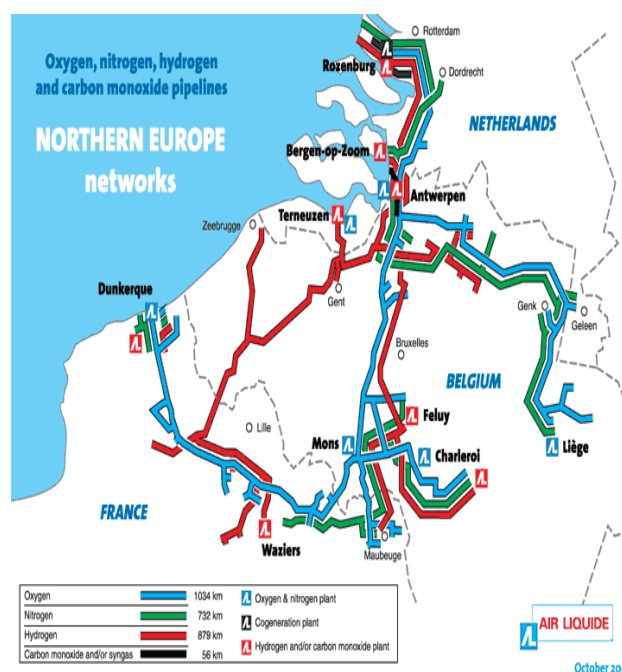 Oxygen, nitrogen, hydrogen
and carbon monoxide pipelines
NORTHERN EUROPE
networks
Rotterdam
Rozenburg
Dordrecht
NETHERLANDS
Bergen-op-Zoom
Antwerpen
Terneuzen
Zeebrugge
Dunkerque
Gent
Genk
Geleen
Bruxelles
BELGIUM
Lille
Feluy
Mons
Charleroi
Liège
FRANCE
Waziers
Maubeuge
Oxygen 1034 km
Nitrogen 732 km
Hydrogen 879 km
Carbon monoxide and/or syngas 56 km
Oxygen & nitrogen plant
Cogeneration plant
Hydrogen and/or carbon monoxide plant
AIR LIQUIDE
October